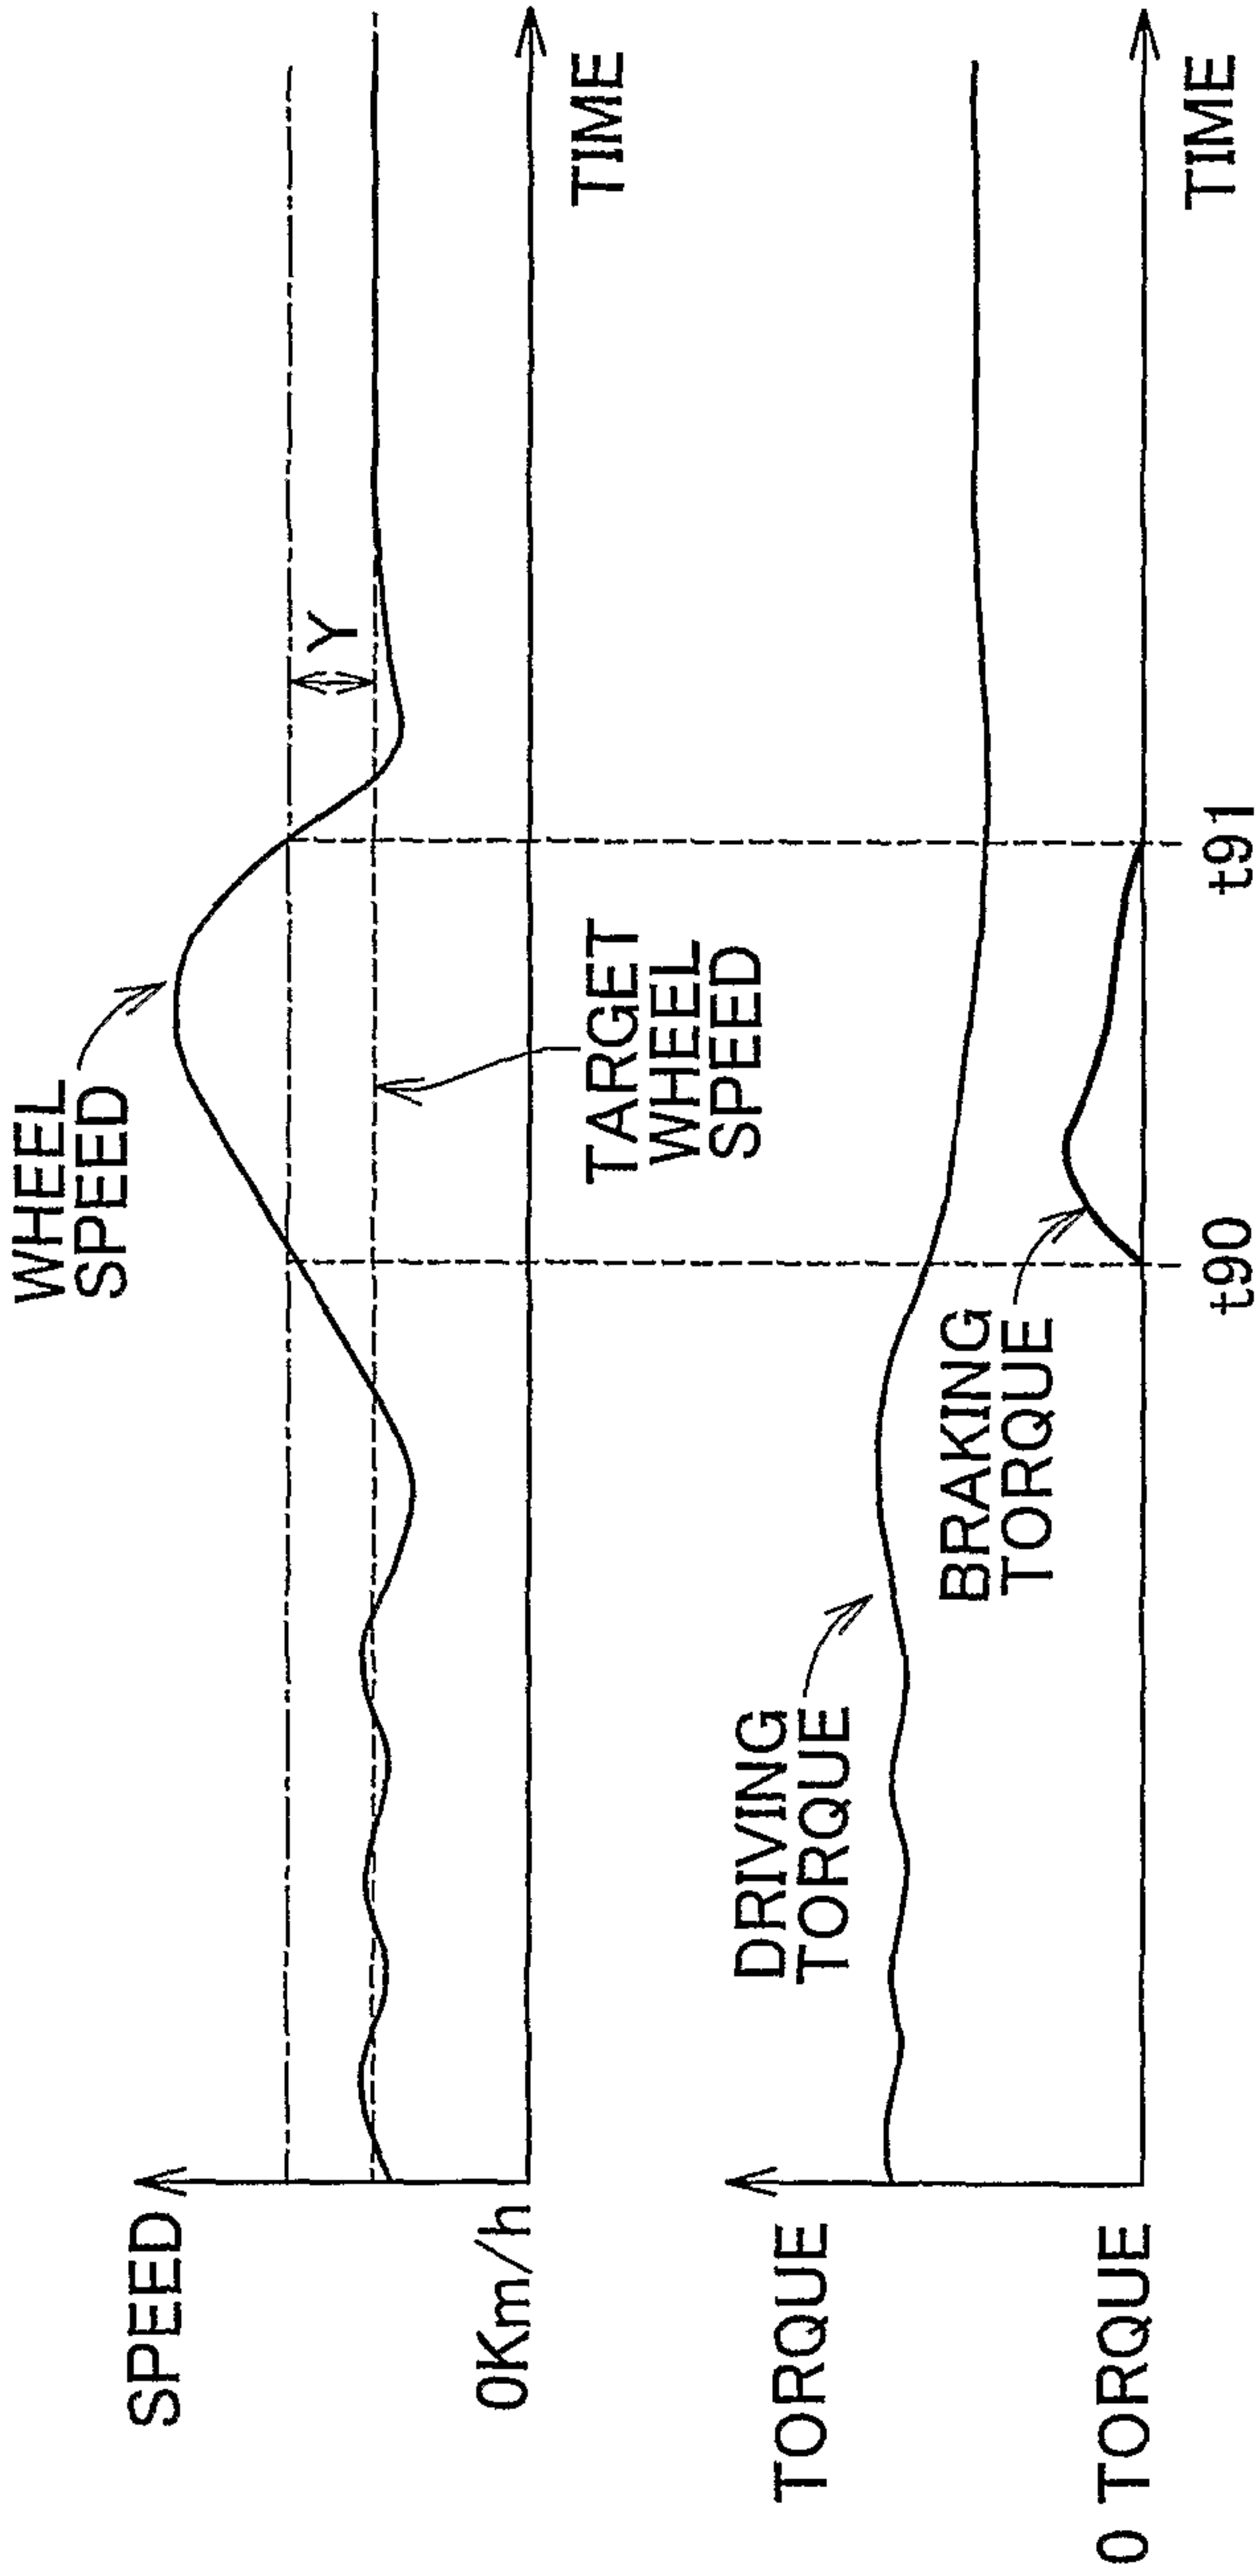 WHEEL
SPEED
SPEED
Y
0Km/h
TIME
TARGET
WHEEL
SPEED
DRIVING
TORQUE
TORQUE
BRAKING
TORQUE
0 TORQUE
t90
t91
TIME